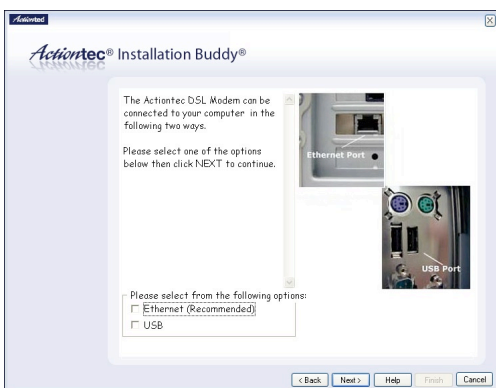 Actiontec
Actiontec® Installation Buddy®
The Actiontec DSL Modem can be
connected to your computer in the
following two ways.
Please select one of the options
below then click NEXT to continue.
Ethernet Port
USB Port
Please select from the following options:
Ethernet (Recommended)
USB
< Back
Next >
Help
Finish
Cancel